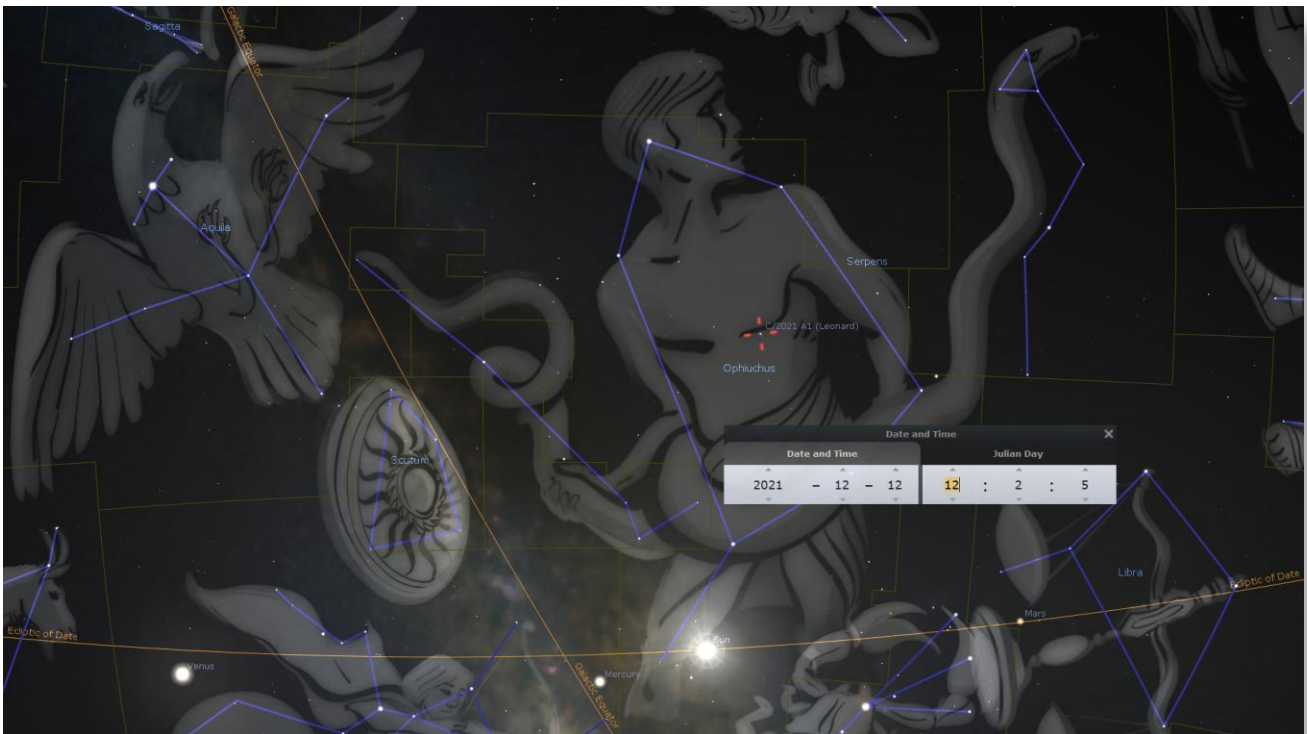 Sagitta
Galactic Equator
Aquila
Serpens
C/2021 A1 (Leonard)
Ophiuchus
Date and Time
Date and Time
Julian Day
2021 - 12 - 12
12 : 2 : 5
Scutum
Libra
Ecliptic of Date
Mars
Ecliptic of Date
Sun
Venus
Mercury
Galactic Equator